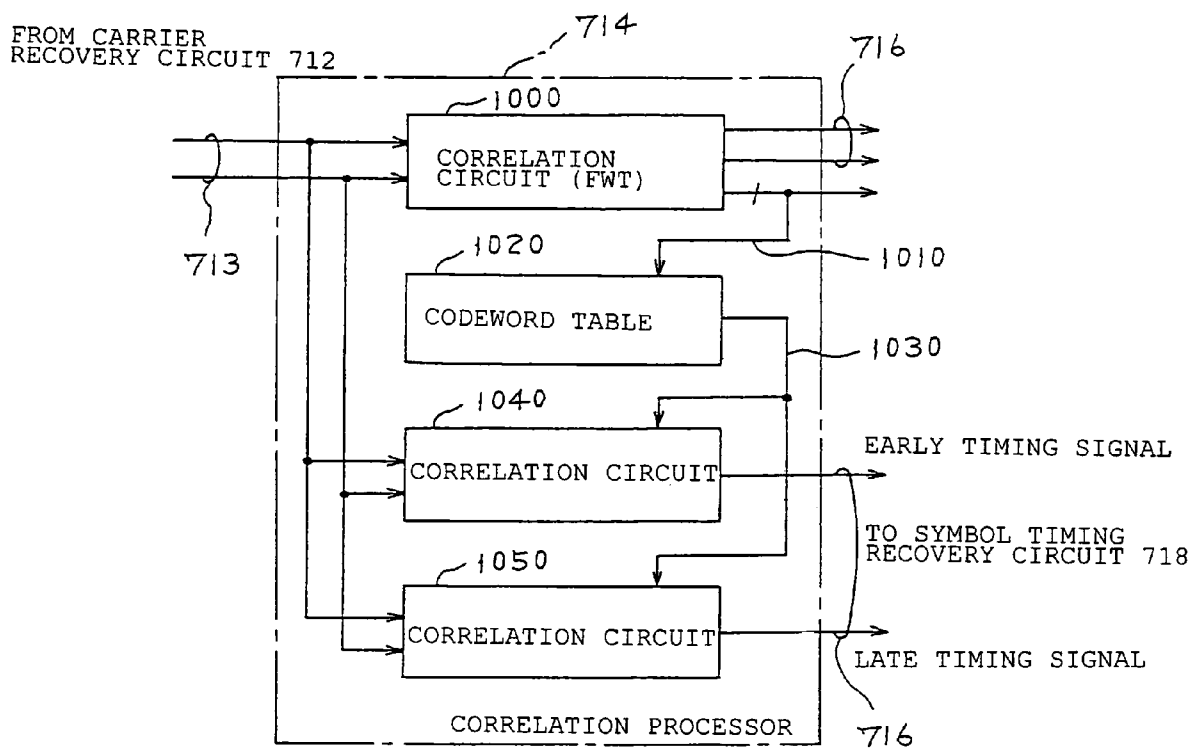 714
FROM CARRIER
RECOVERY CIRCUIT 712
716
1000
CORRELATION
CIRCUIT (FWT)
713
1010
1020
CODEWORD TABLE
1030
1040
CORRELATION CIRCUIT
EARLY TIMING SIGNAL
TO SYMBOL TIMING
RECOVERY CIRCUIT 718
1050
CORRELATION CIRCUIT
LATE TIMING SIGNAL
CORRELATION PROCESSOR
716